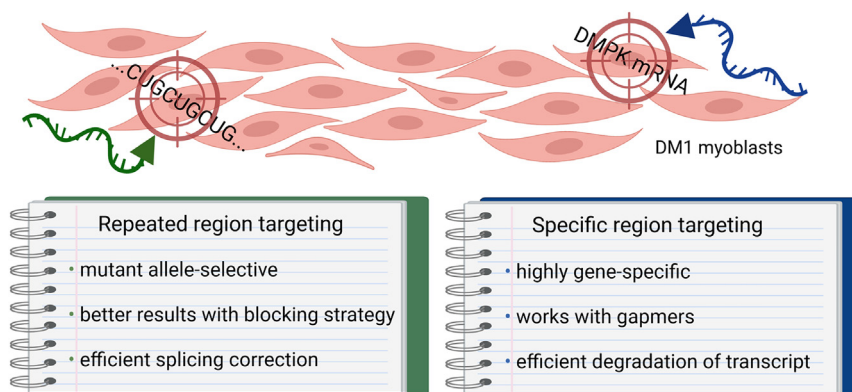 ...CUGCUGCUG...
DMPK mRNA
DM1 myoblasts
Repeated region targeting
• mutant allele-selective
• better results with blocking strategy
• efficient splicing correction
Specific region targeting
• highly gene-specific
• works with gapmers
• efficient degradation of transcript